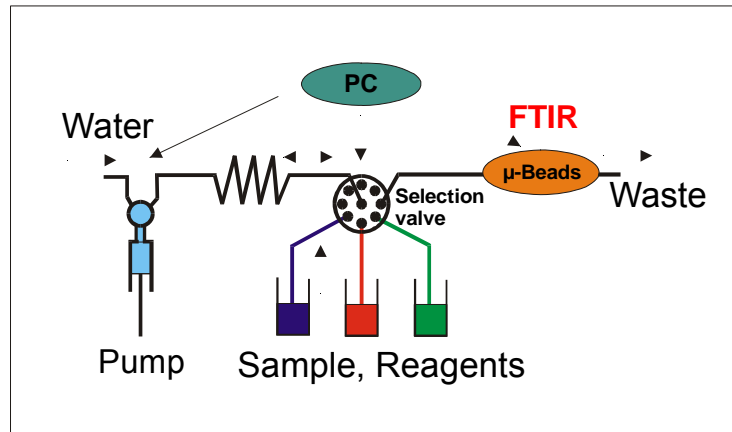 PC
Water
FTIR
µ-Beads
Selection
valve
Waste
Pump
Sample, Reagents